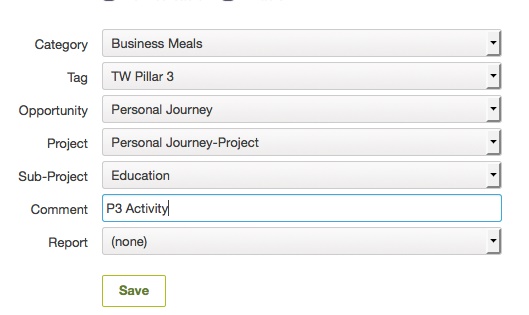 Category Business Meals
Tag TW Pillar 3
Opportunity Personal Journey
Project Personal Journey-Project
Sub-Project Education
Comment P3 Activity
Report (none)
Save